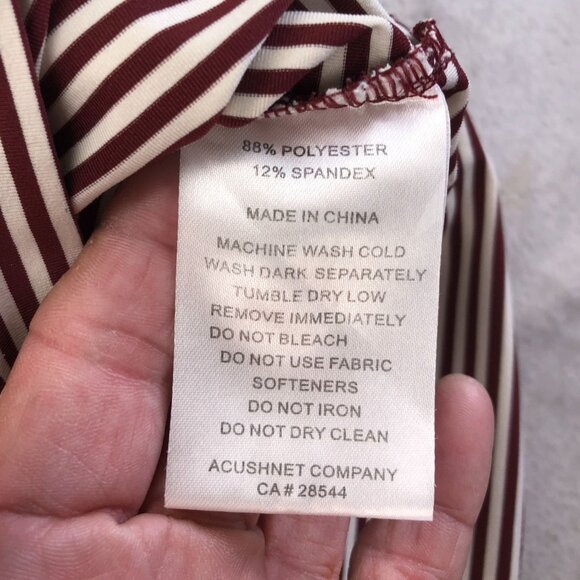 88% POLYESTER
12% SPANDEX
MADE IN CHINA
MACHINE WASH COLD
WASH DARK SEPARATELY
TUMBLE DRY LOW
REMOVE IMMEDIATELY
DO NOT BLEACH
DO NOT USE FABRIC
SOFTENERS
DO NOT IRON
DO NOT DRY CLEAN
ACUSHNET COMPANY
CA# 28544